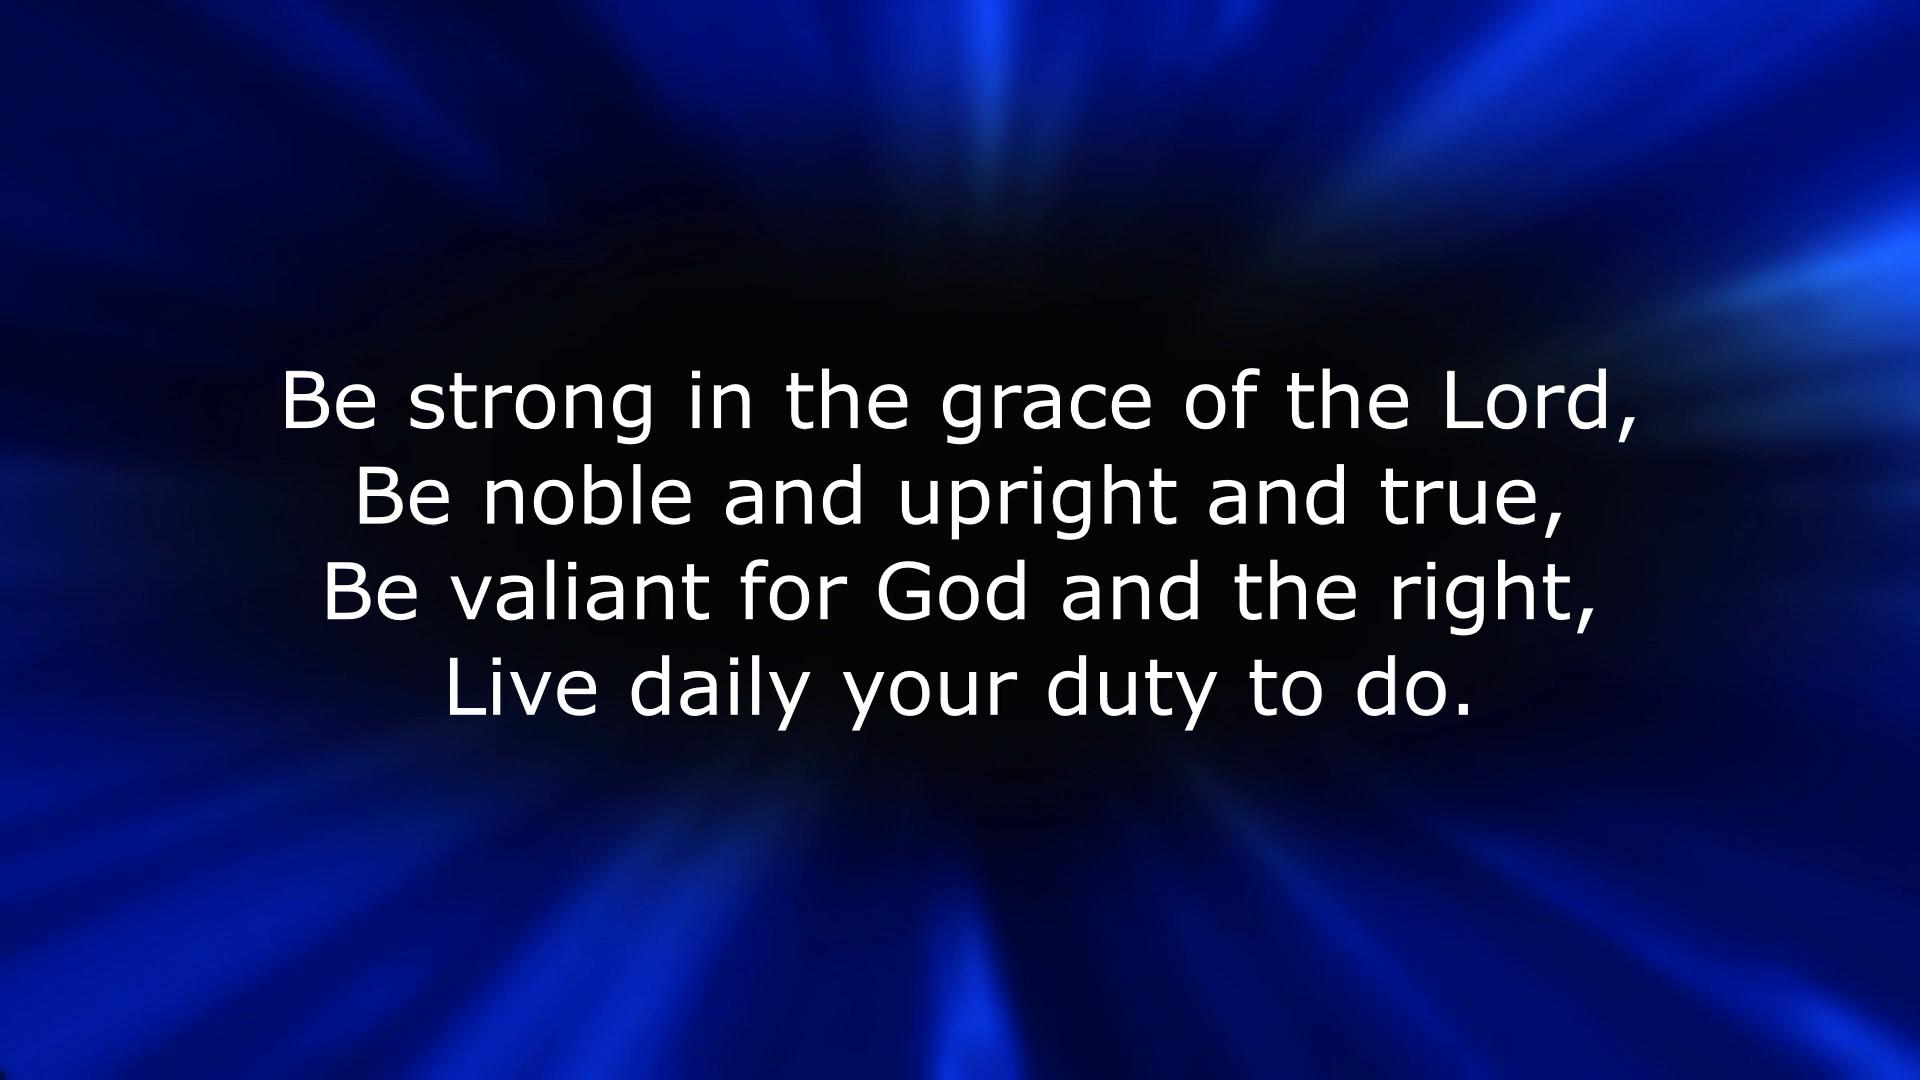 Be strong in the grace of the Lord,
Be noble and upright and true,
Be valiant for God and the right,
Live daily your duty to do.